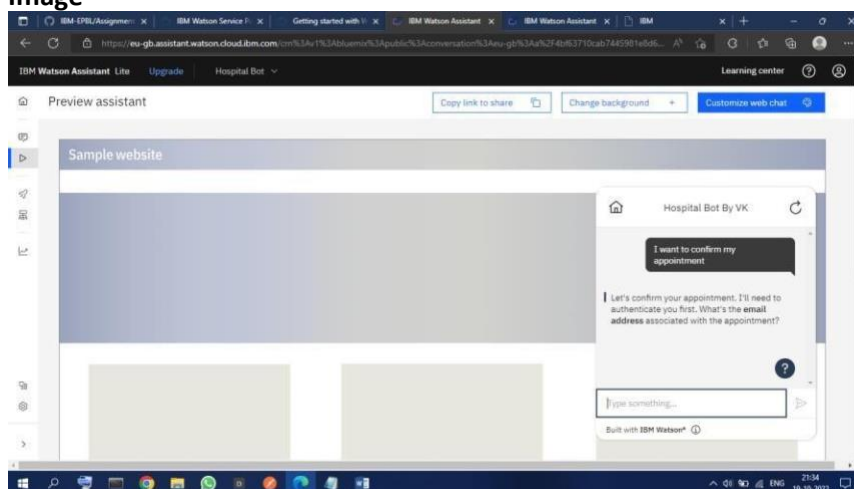 Image
IBM-EPBL/Assignmen
IBM Watson Service P
Getting started with
IBM Watson Assistant
IBM Watson Assistant
IBM
https://eu-gb.assistant.watson.cloud.ibm.com/
IBM Watson Assistant Lite
Upgrade
Hospital Bot
Learning center
Preview assistant
Copy link to share
Change background +
Customize web chat
Sample website
Hospital Bot By VK
I want to confirm my
appointment
Let's confirm your appointment. I'll need to
authenticate you first. What's the email
address associated with the appointment?
?
Type something...
Built with IBM Watson®
ENG
21:34
19-10-2022